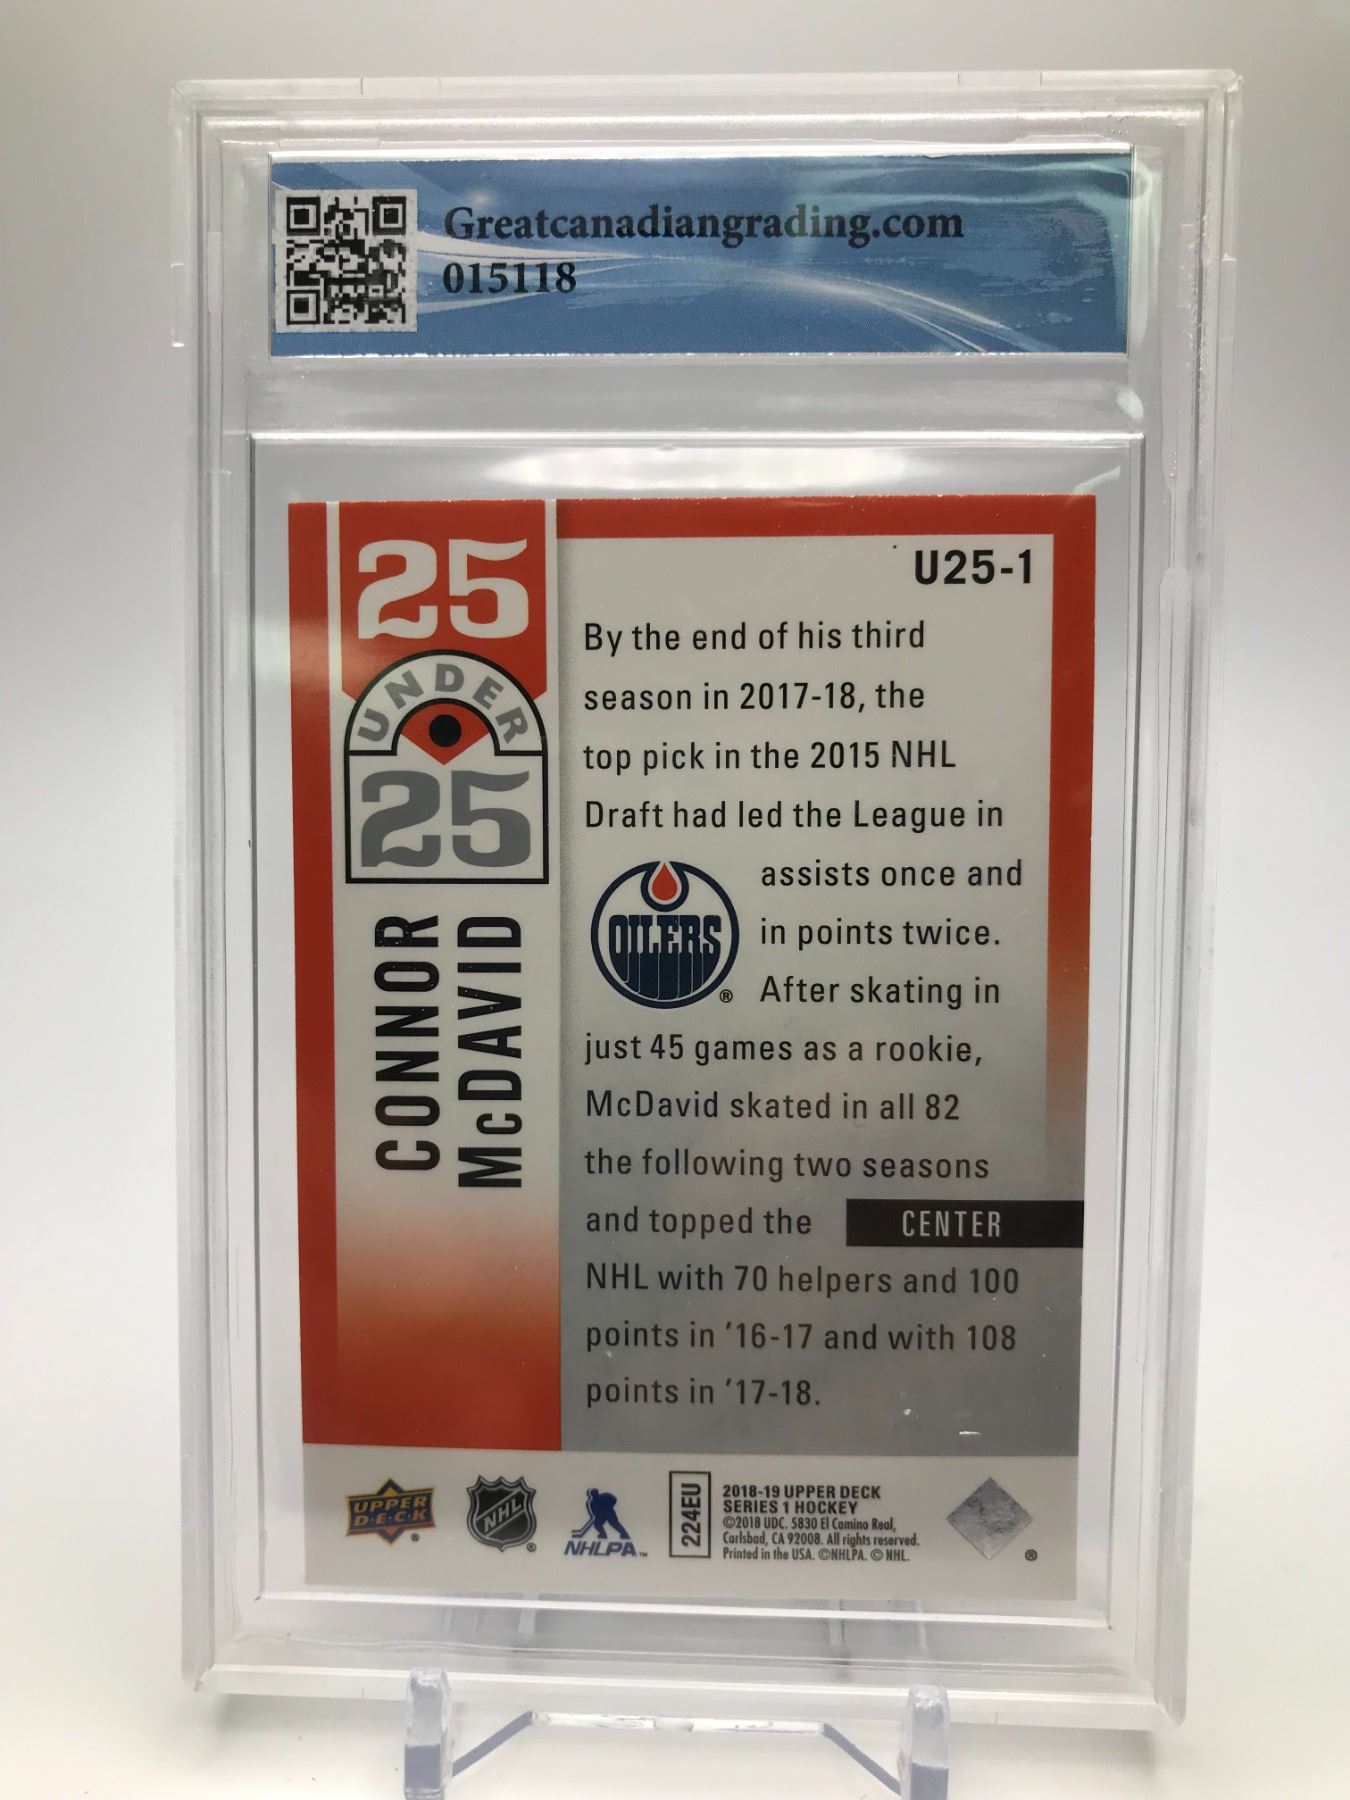 Greatcanadiangrading.com
015118
25
UNDER
25
CONNOR
McDAVID
U25-1
By the end of his third
season in 2017-18, the
top pick in the 2015 NHL
Draft had led the League in
assists once and
in points twice.
After skating in
just 45 games as a rookie,
McDavid skated in all 82
the following two seasons
and topped the
NHL with 70 helpers and 100
points in '16-17 and with 108
points in '17-18.
OILERS ®
CENTER
UPPER
D·E·C·K ®
NHL ®
NHLPA™
224EU
2018-19 UPPER DECK
SERIES 1 HOCKEY
©2018 UDC. 5830 El Camino Real,
Carlsbad, CA 92008. All rights reserved.
Printed in the USA. ©NHLPA. © NHL.
®